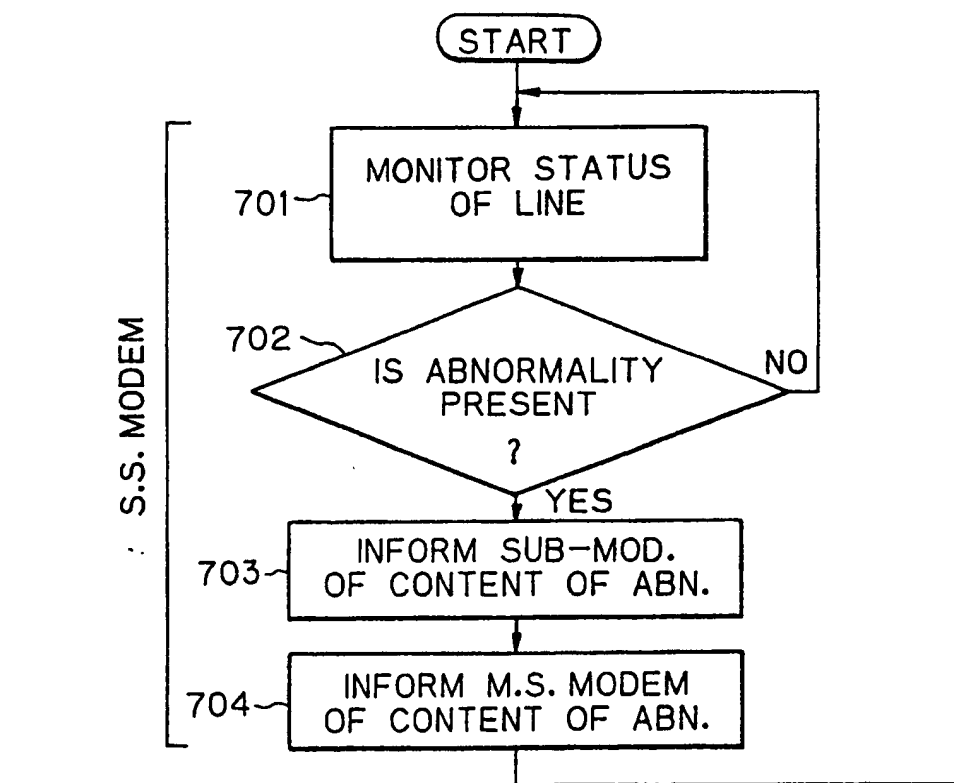 START
MONITOR STATUS
OF LINE
701
702
IS ABNORMALITY
PRESENT
?
NO
YES
S.S. MODEM
INFORM SUB-MOD.
OF CONTENT OF ABN.
703
INFORM M.S. MODEM
OF CONTENT OF ABN.
704